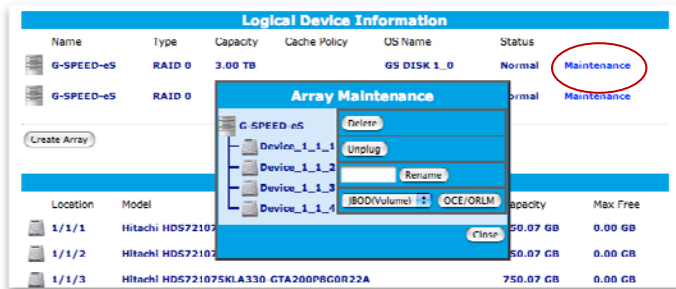 Logical Device Information
Name Type Capacity Cache Policy OS Name Status
G-SPEED-eS RAID 0 3.00 TB GS DISK 1_0 Normal Maintenance
G-SPEED-eS RAID 0 ormal Maintenance
Array Maintenance
G-SPEED-eS Delete
Device_1_1_1 Unplug
Device_1_1_2 Rename
Device_1_1_3
Device_1_1_4 JBOD(Volume) OCE/ORLM
Close
Create Array
Location Model apacity Max Free
1/1/1 Hitachi HDS72107 50.07 GB 0.00 GB
1/1/2 Hitachi HDS72107 50.07 GB 0.00 GB
1/1/3 Hitachi HDS721075KLA330-GTA200P8G0R22A 750.07 GB 0.00 GB